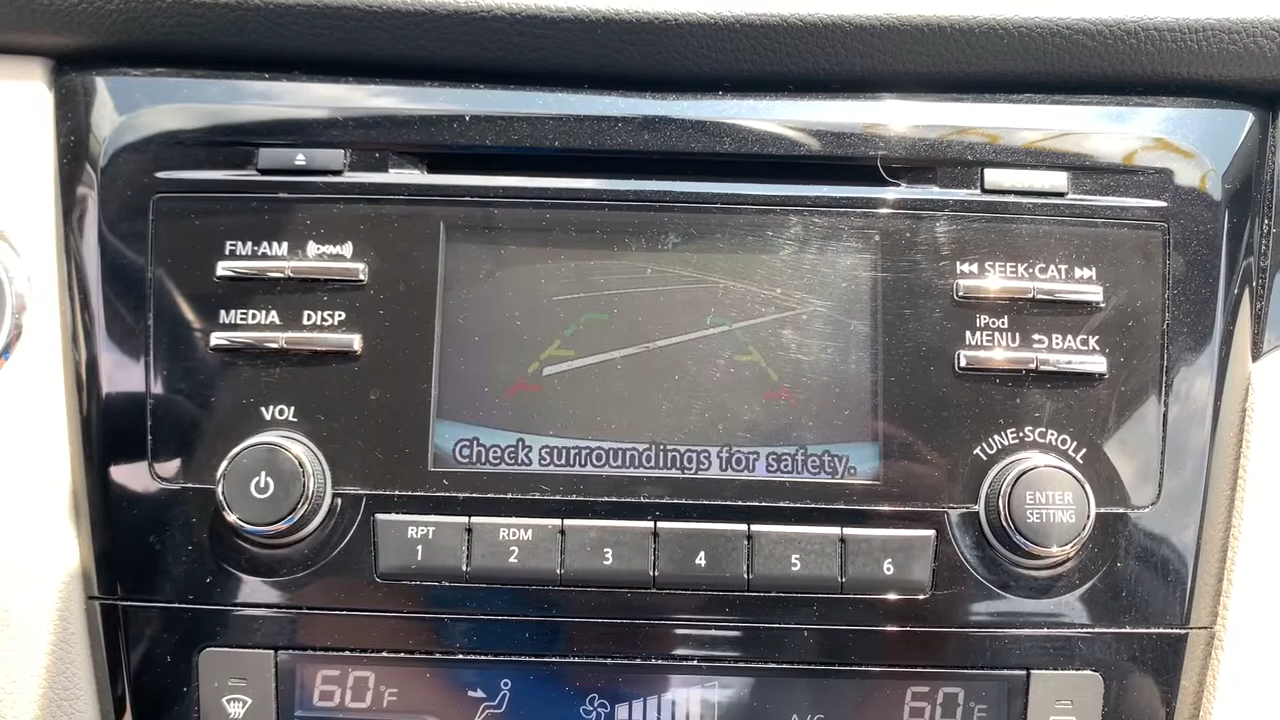 FM·AM
MEDIA DISP
VOL
Check surroundings for safety.
SEEK·CAT
iPod
MENU BACK
TUNE·SCROLL
ENTER
SETTING
RPT
1
RDM
2
3
4
5
6
60°F
60°F
A/C